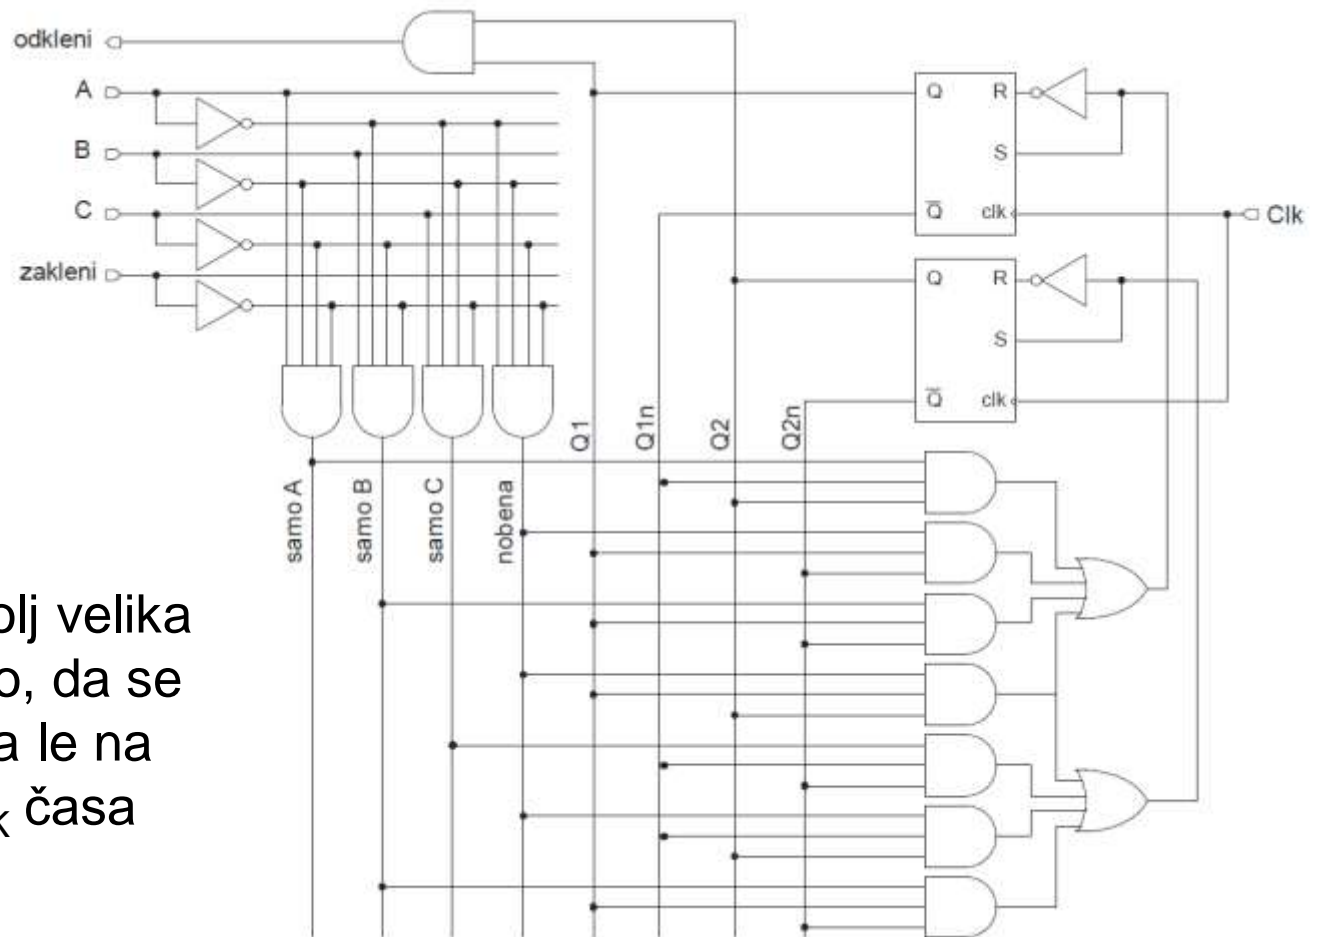 odkleni
A
B
C
zakleni
Q R
S
Q clk
Clk
Q R
S
Q clk
Q1
Q1n
Q2
Q2n
samo A
samo B
samo C
nobena
velika
da se
le na
časa